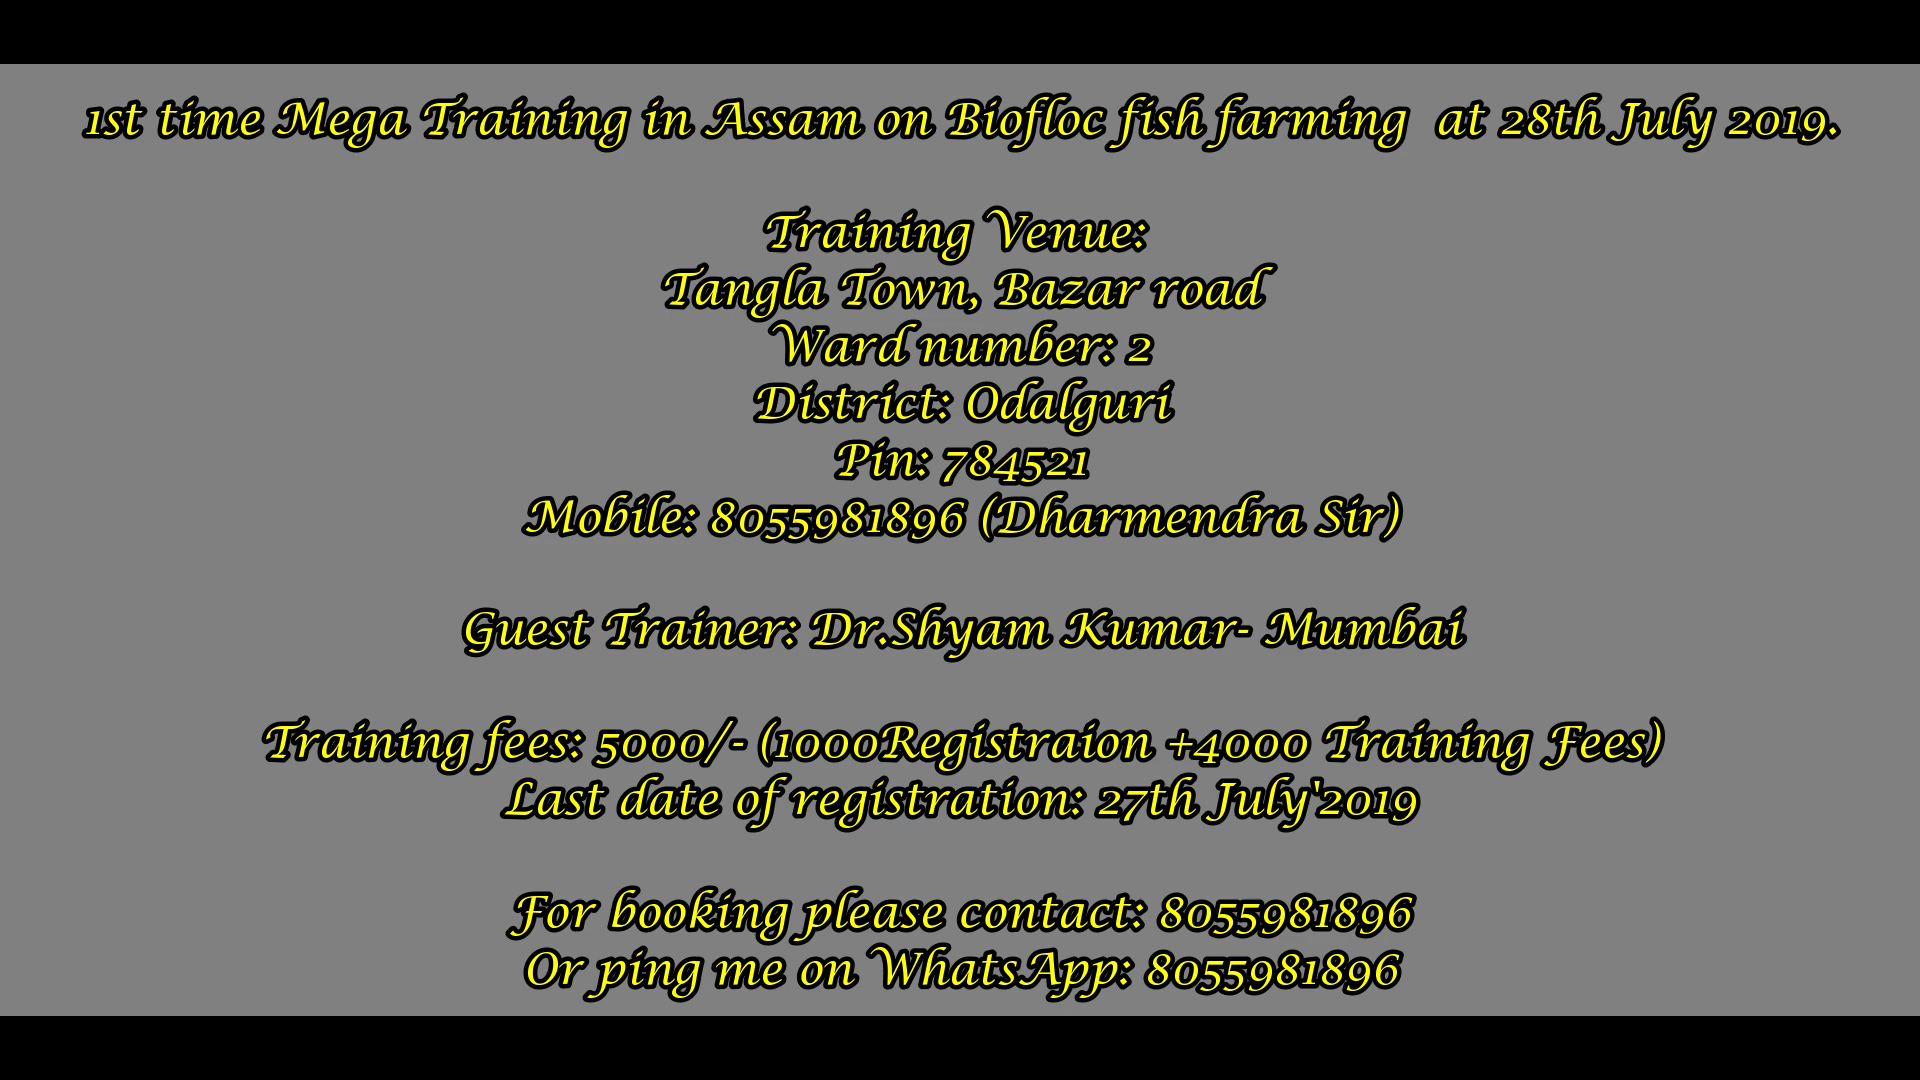 1st time Mega Training in Assam on Biofloc fish farming  at 28th July 2019.
Training Venue:
Tangla Town, Bazar road
Ward number: 2
District: Odalguri
Pin: 784521
Mobile: 8055981896 (Dharmendra Sir)
Guest Trainer: Dr.Shyam Kumar- Mumbai
Training fees: 5000/- (1000Registraion +4000 Training Fees)
Last date of registration: 27th July'2019
For booking please contact: 8055981896
Or ping me on WhatsApp: 8055981896